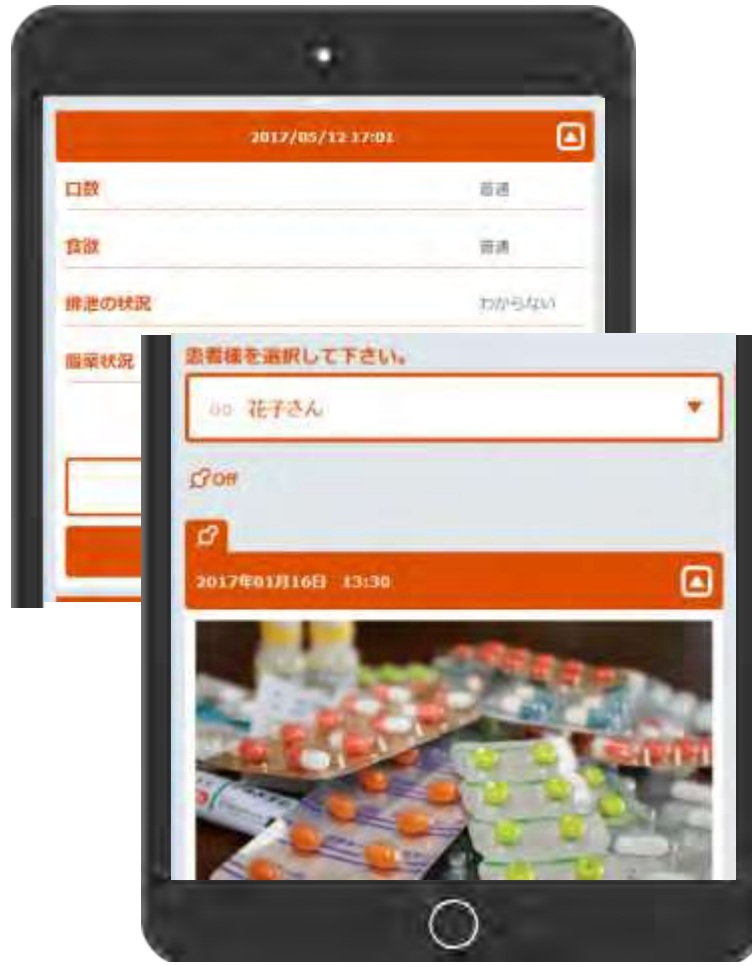 2017/05/12 17:01
口数 普通
食欲 普通
排泄の状況 わからない
服薬状況
患者様を選択して下さい。
○○ 花子さん
Off
2017年01月16日 13:30